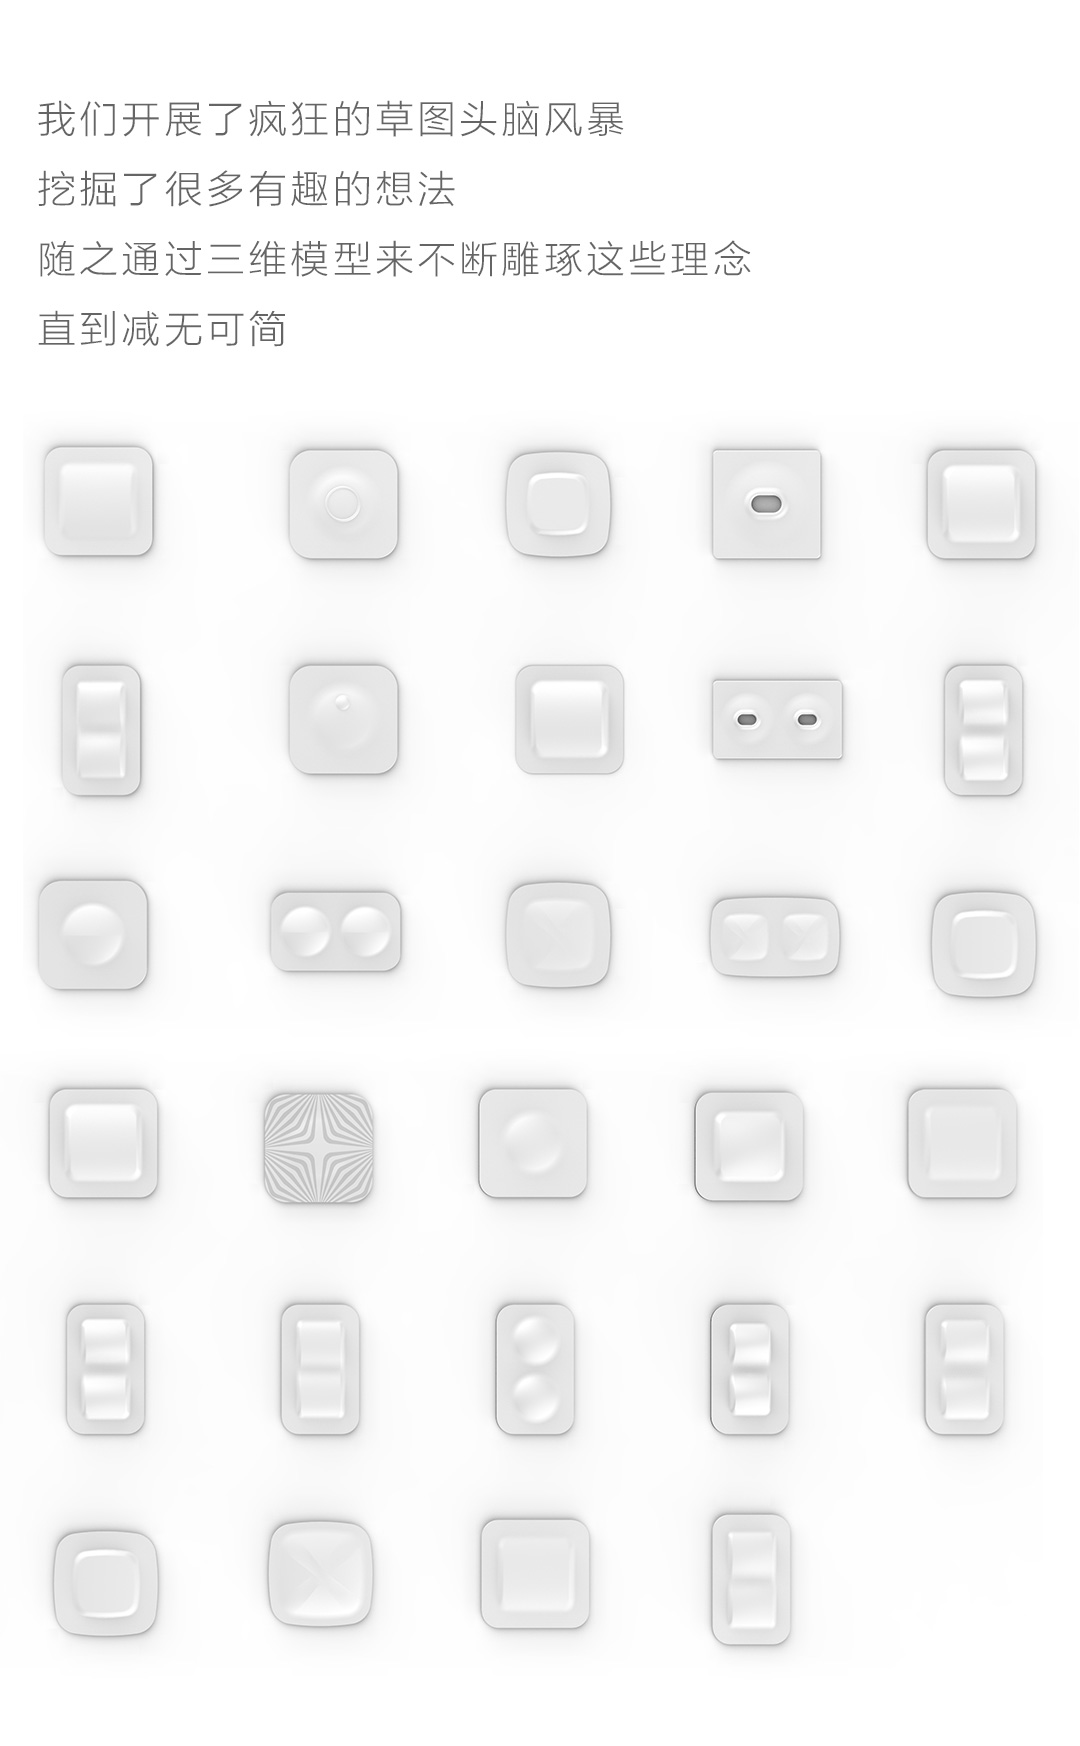 我们开展了疯狂的草图头脑风暴
挖掘了很多有趣的想法
随之通过三维模型来不断雕琢这些理念
直到减无可简